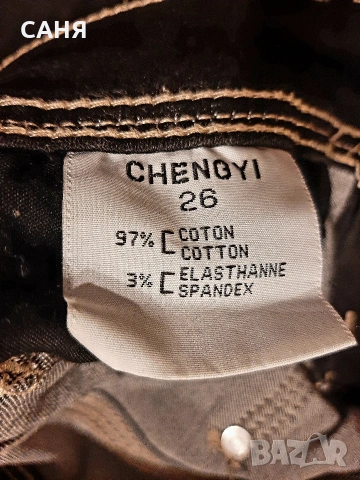 САНЯ
CHENGYI
26
97% COTON
COTTON
3% ELASTHANNE
SPANDEX
BAZAR